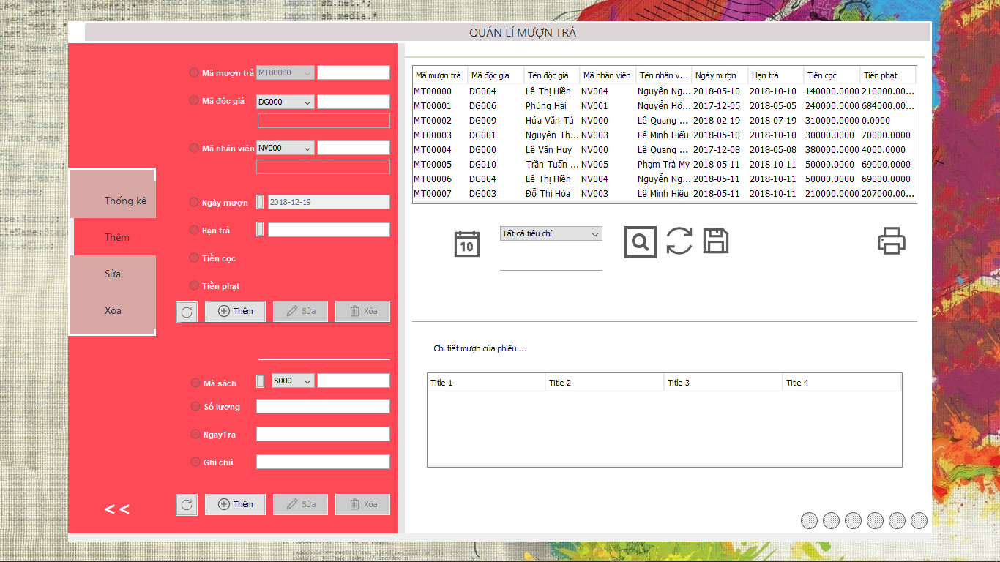 import sh.net.*;
import sh.media.*
QUẢN LÍ MƯỢN TRẢ
Mã mượn trả MT00000
Mã độc giả DG000
Mã nhân viên NV000
Thống kê
Thêm
Sửa
Xóa
Ngày mượn 2018-12-19
Hạn trả
Tiền cọc
Tiền phạt
Thêm Sửa Xóa
Mã sách S000
Số lượng
NgayTra
Ghi chú
<< Thêm Sửa Xóa
Mã mượn trả Mã độc giả Tên độc giả Mã nhân viên Tên nhân v... Ngày mượn Hạn trả Tiền cọc Tiền phạt
MT00000 DG004 Lê Thị Hiền NV004 Nguyễn Ng... 2018-05-10 2018-10-10 140000.0000 210000.00...
MT00001 DG006 Phùng Hải NV001 Nguyễn Hồ... 2017-12-05 2018-05-05 240000.0000 684000.00...
MT00002 DG009 Hứa Văn Tú NV000 Lê Quang ... 2018-02-19 2018-07-19 310000.0000 0.0000
MT00003 DG001 Nguyễn Th... NV003 Lê Minh Hiếu 2018-05-10 2018-10-10 30000.0000 70000.0000
MT00004 DG000 Lê Văn Huy NV000 Lê Quang ... 2017-12-08 2018-05-08 380000.0000 4000.0000
MT00005 DG010 Trần Tuấn ... NV005 Phạm Trà My 2018-05-11 2018-10-11 50000.0000 69000.0000
MT00006 DG004 Lê Thị Hiền NV004 Nguyễn Ng... 2018-05-11 2018-10-11 50000.0000 69000.0000
MT00007 DG003 Đỗ Thị Hòa NV003 Lê Minh Hiếu 2018-05-11 2018-10-11 210000.0000 207000.00...
10 Tất cả tiêu chí
Chi tiết mượn của phiếu ...
Title 1 Title 2 Title 3 Title 4